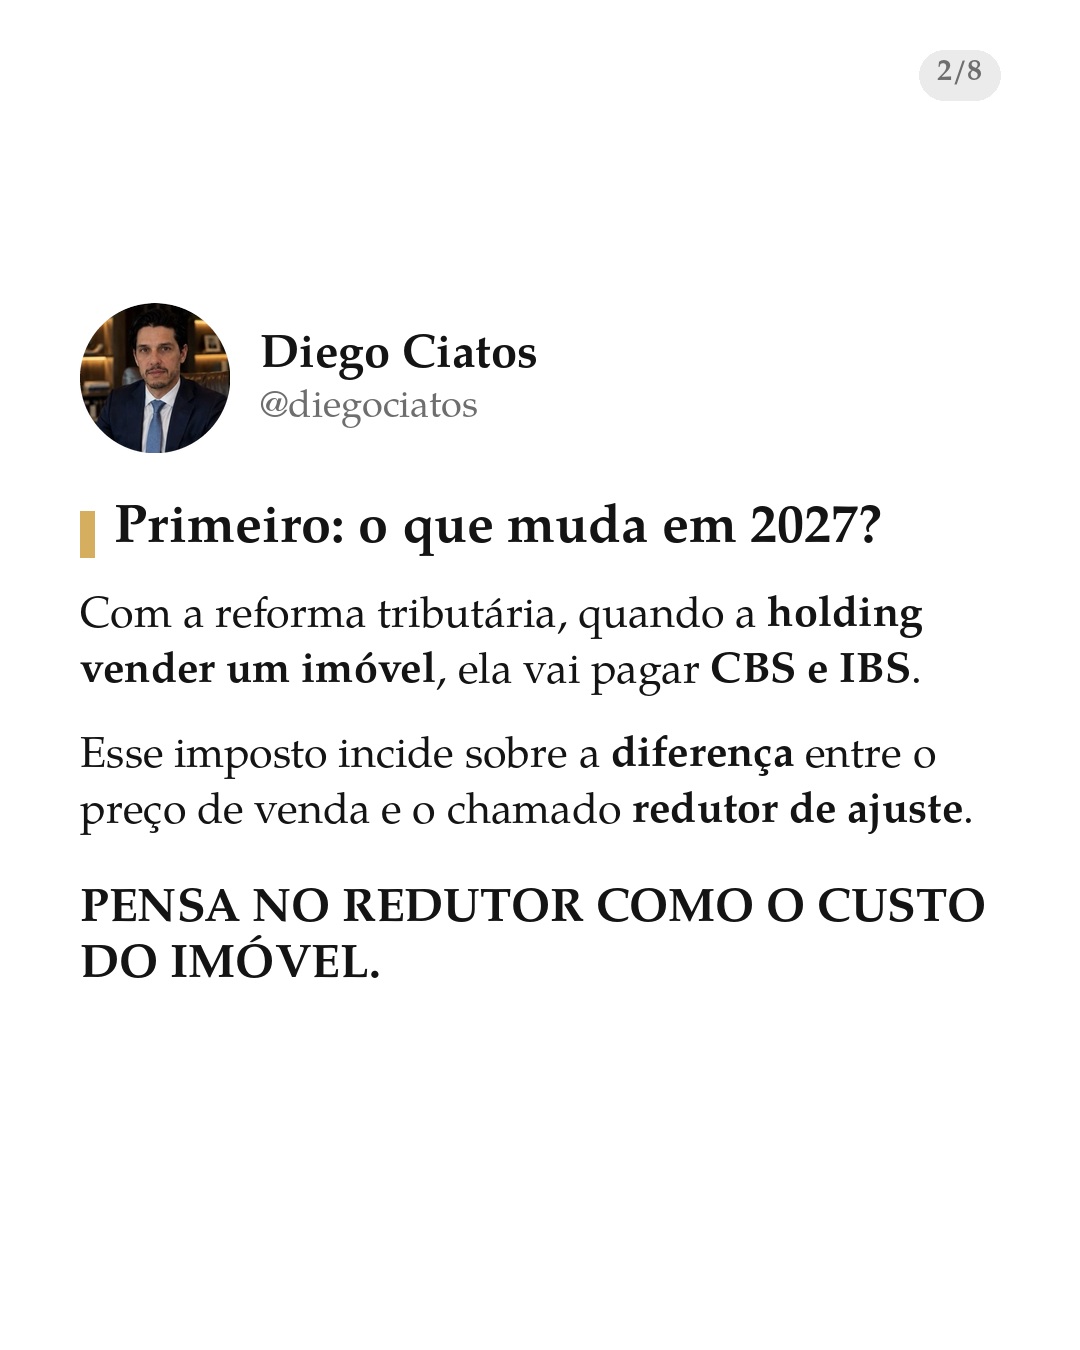 2/8
Diego Ciatos
@diegociatos
Primeiro: o que muda em 2027?
Com a reforma tributária, quando a holding
vender um imóvel, ela vai pagar CBS e IBS.
Esse imposto incide sobre a diferença entre o
preço de venda e o chamado redutor de ajuste.
PENSA NO REDUTOR COMO O CUSTO
DO IMÓVEL.